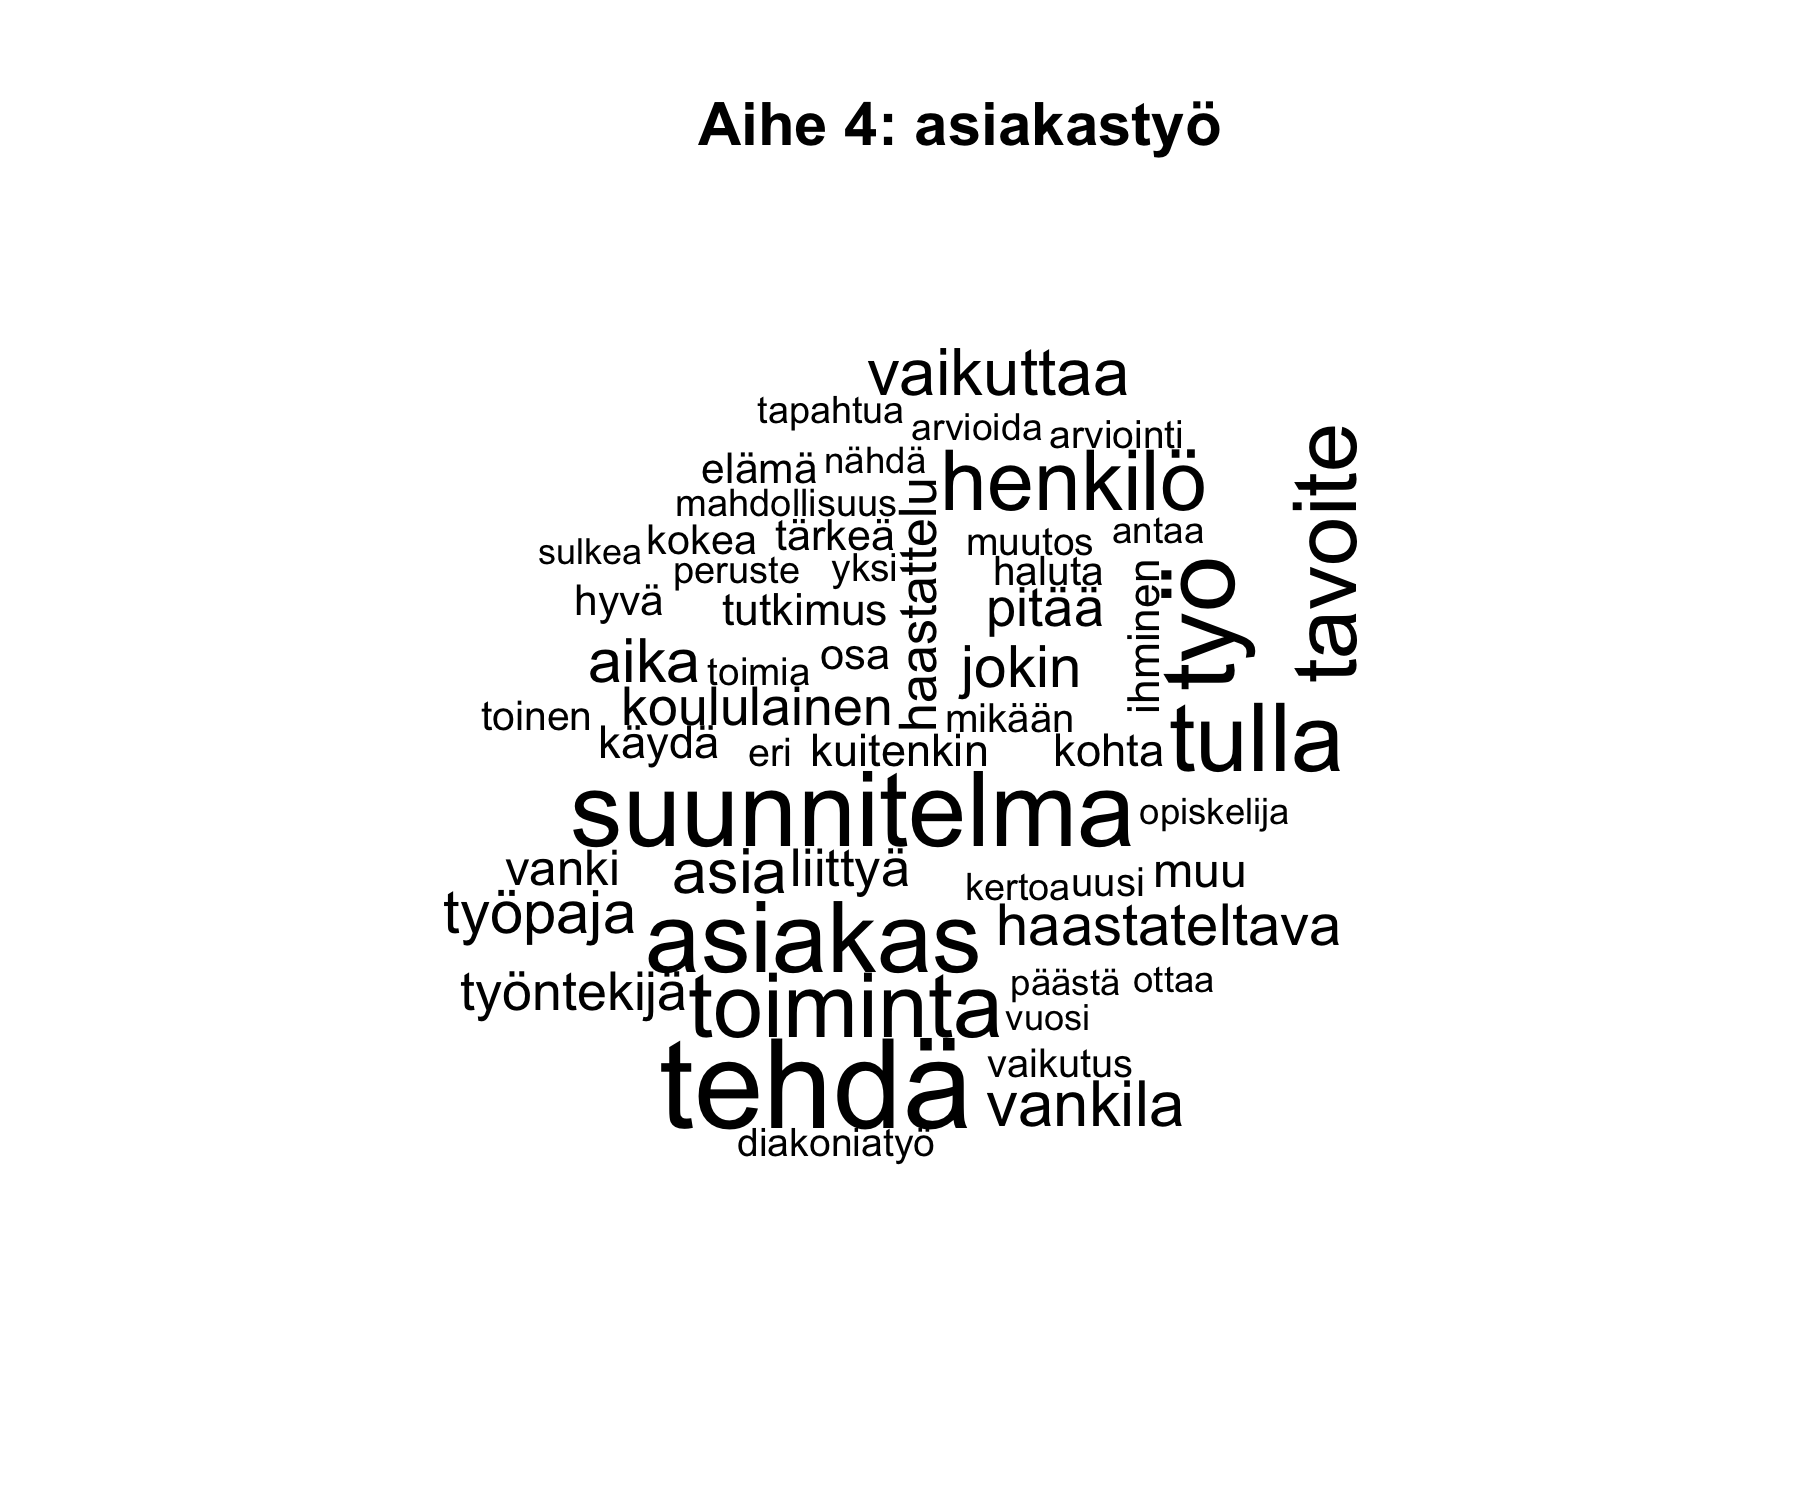 Aihe 4: asiakastyö
vaikuttaa
tapahtua
arvioida
arviointi
elämä
nähdä
henkilö
tavoite
mahdollisuus
haastattelu
sulkea
kokea
tärkeä
muutos
antaa
peruste
yksi
haluta
ihminen
työ
hyvä
tutkimus
pitää
aika
toimia
osa
jokin
toinen
koululainen
mikään
tulla
käydä
eri
kuitenkin
kohta
suunnitelma
opiskelija
vanki
asia
liittyä
kertoa
uusi
muu
työpaja
asiakas
haastateltava
työntekijä
toiminta
päästä
ottaa
vuosi
tehdä
vaikutus
vankila
diakoniatyö